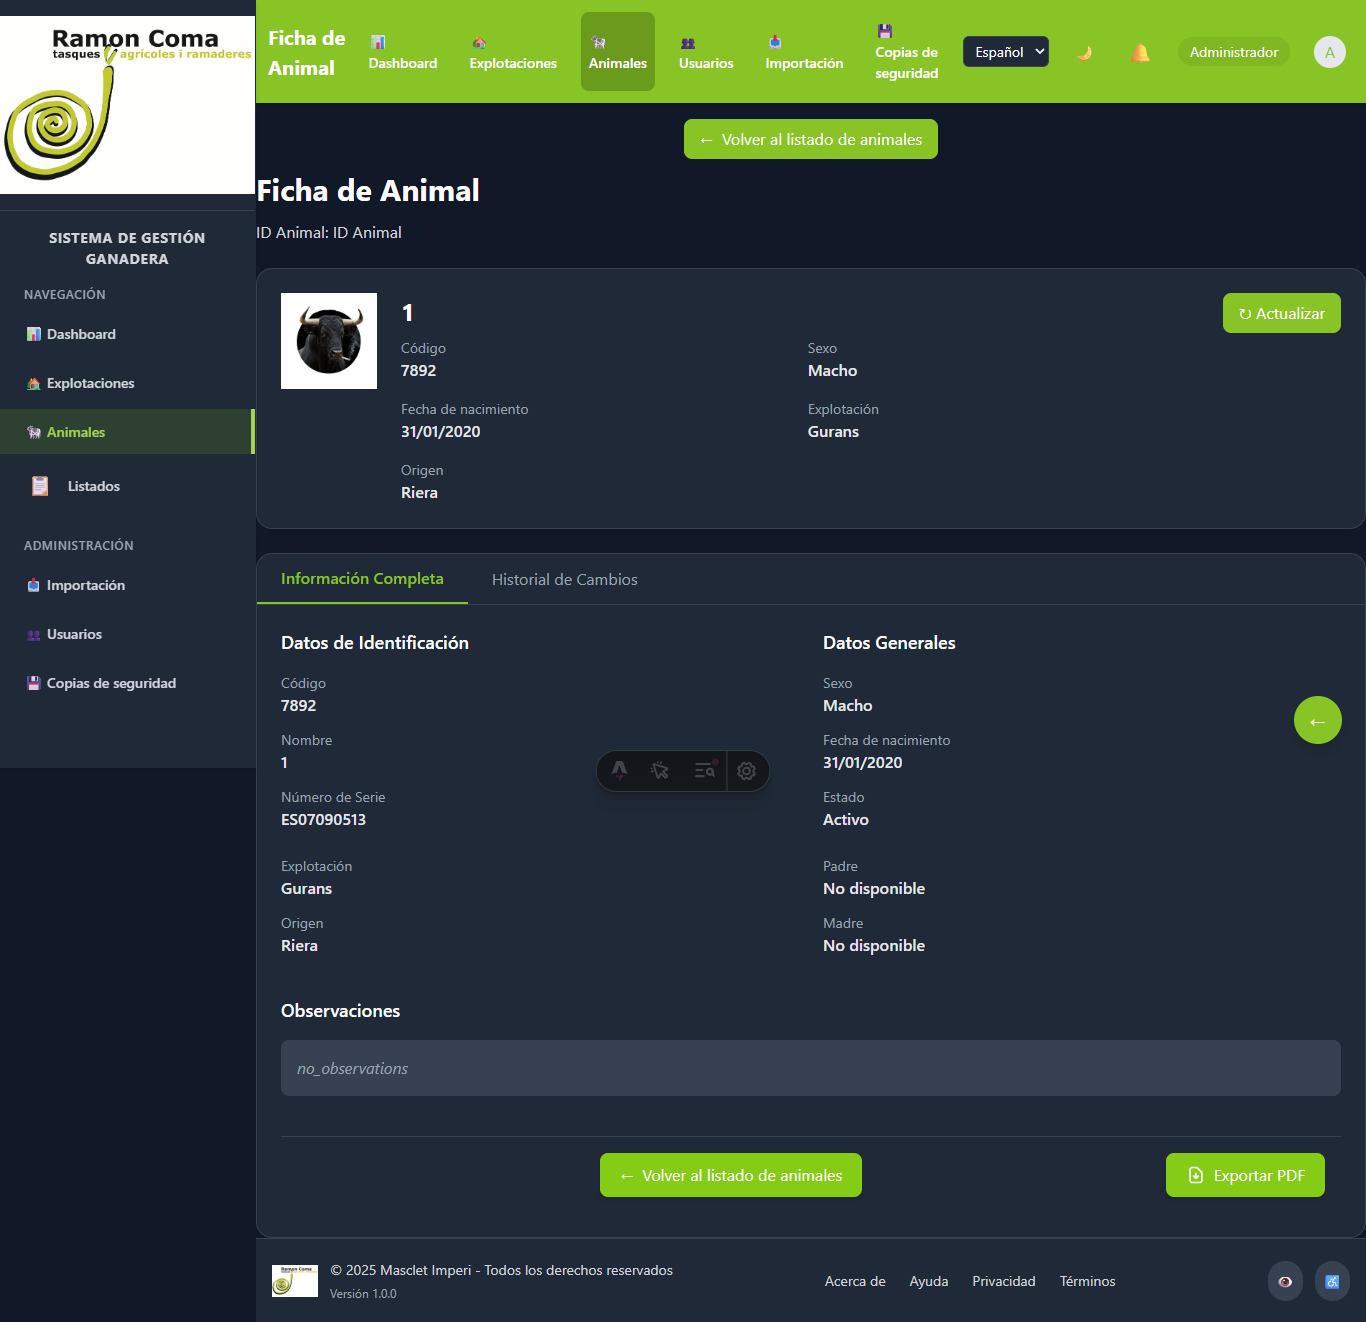 Ramon Coma
tasques agrícoles i ramaderes
SISTEMA DE GESTIÓN
GANADERA
NAVEGACIÓN
Dashboard
Explotaciones
Animales
Listados
ADMINISTRACIÓN
Importación
Usuarios
Copias de seguridad
Ficha de
Animal
Dashboard
Explotaciones
Animales
Usuarios
Importación
Copias de
seguridad
Español
Administrador
A
← Volver al listado de animales
Ficha de Animal
ID Animal: ID Animal
1
↻ Actualizar
Código
7892
Sexo
Macho
Fecha de nacimiento
31/01/2020
Explotación
Gurans
Origen
Riera
Información Completa
Historial de Cambios
Datos de Identificación
Código
7892
Nombre
1
Número de Serie
ES07090513
Explotación
Gurans
Origen
Riera
Datos Generales
Sexo
Macho
Fecha de nacimiento
31/01/2020
Estado
Activo
Padre
No disponible
Madre
No disponible
←
Observaciones
no_observations
← Volver al listado de animales
Exportar PDF
Ramon Coma
© 2025 Masclet Imperi - Todos los derechos reservados
Versión 1.0.0
Acerca de
Ayuda
Privacidad
Términos